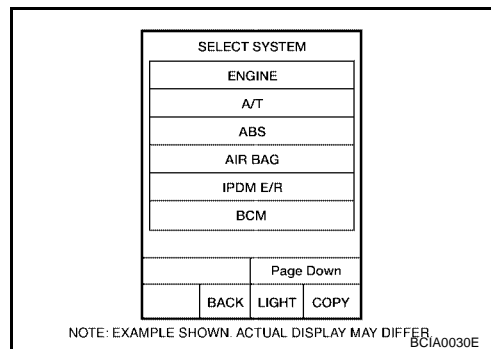 SELECT SYSTEM
ENGINE
A/T
ABS
AIR BAG
IPDM E/R
BCM
Page Down
BACK LIGHT COPY
NOTE: EXAMPLE SHOWN. ACTUAL DISPLAY MAY DIFFER.
BCIA0030E